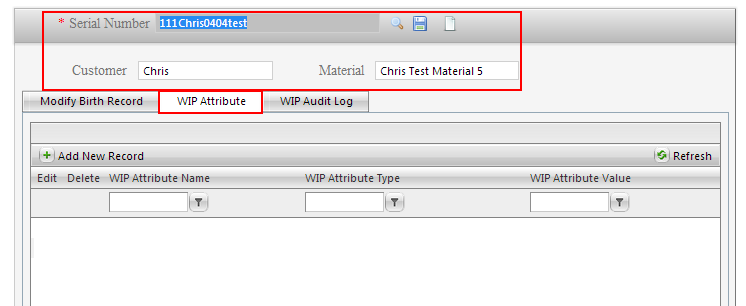 * Serial Number 111Chris0404test
Customer Chris Material Chris Test Material 5
Modify Birth Record WIP Attribute WIP Audit Log
Add New Record Refresh
Edit Delete WIP Attribute Name WIP Attribute Type WIP Attribute Value